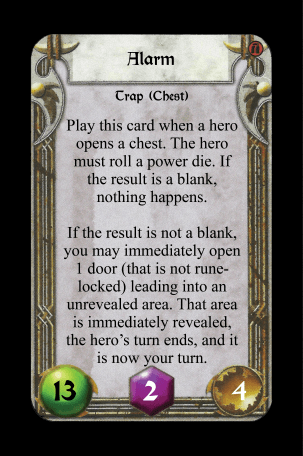 Alarm
Trap (Chest)
Play this card when a hero
opens a chest. The hero
must roll a power die. If
the result is a blank,
nothing happens.
If the result is not a blank,
you may immediately open
1 door (that is not rune-
locked) leading into an
unrevealed area. That area
is immediately revealed,
the hero's turn ends, and it
is now your turn.
13 2 4